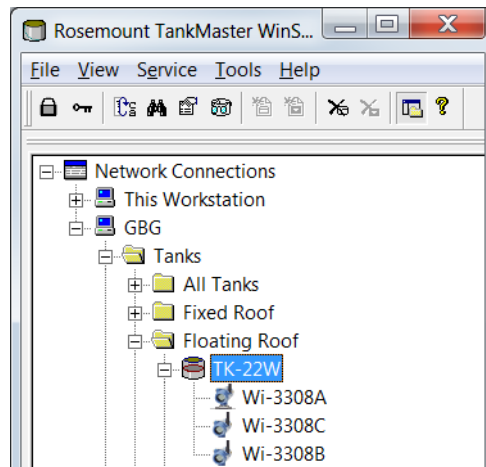 Rosemount TankMaster WinS...
File View Service Tools Help
Network Connections
This Workstation
GBG
Tanks
All Tanks
Fixed Roof
Floating Roof
TK-22W
Wi-3308A
Wi-3308C
Wi-3308B